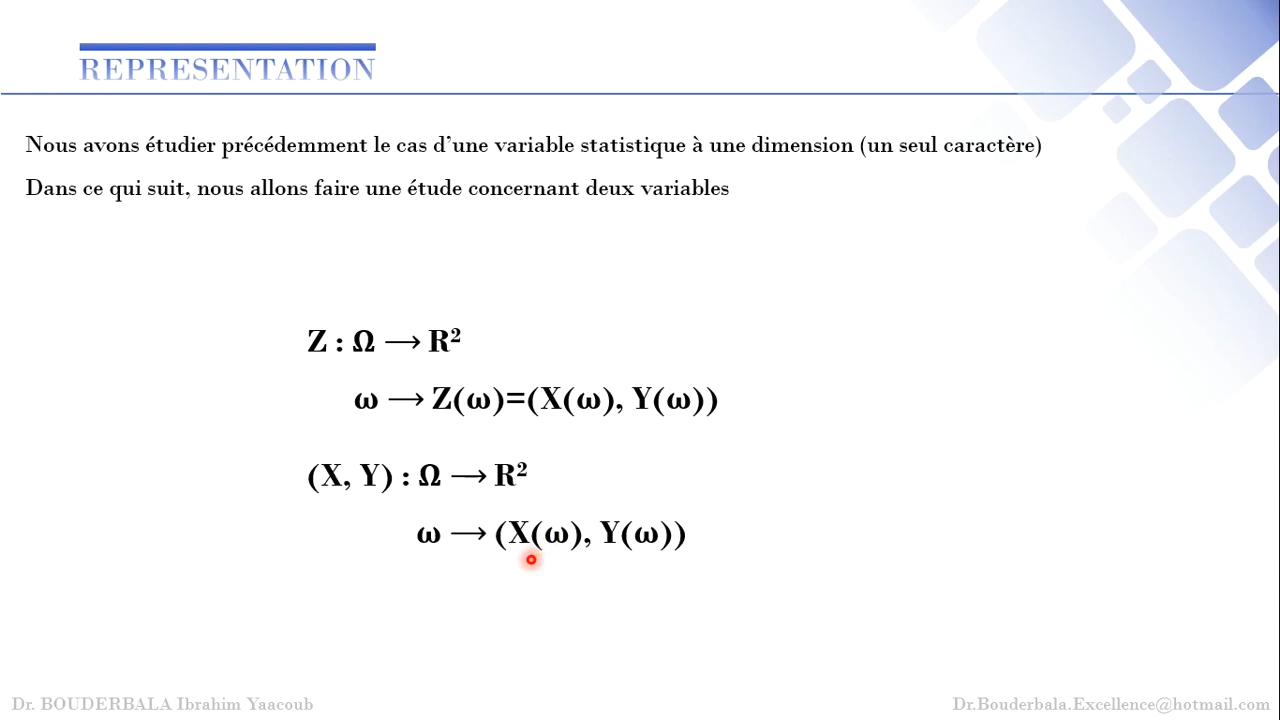 REPRESENTATION
Nous avons étudier précédemment le cas d’une variable statistique à une dimension (un seul caractère)
Dans ce qui suit, nous allons faire une étude concernant deux variables
Z : Ω ⟶ R²
ω ⟶ Z(ω)=(X(ω), Y(ω))
(X, Y) : Ω ⟶ R²
ω ⟶ (X(ω), Y(ω))
Dr. BOUDERBALA Ibrahim Yaacoub
Dr.Bouderbala.Excellence@hotmail.com